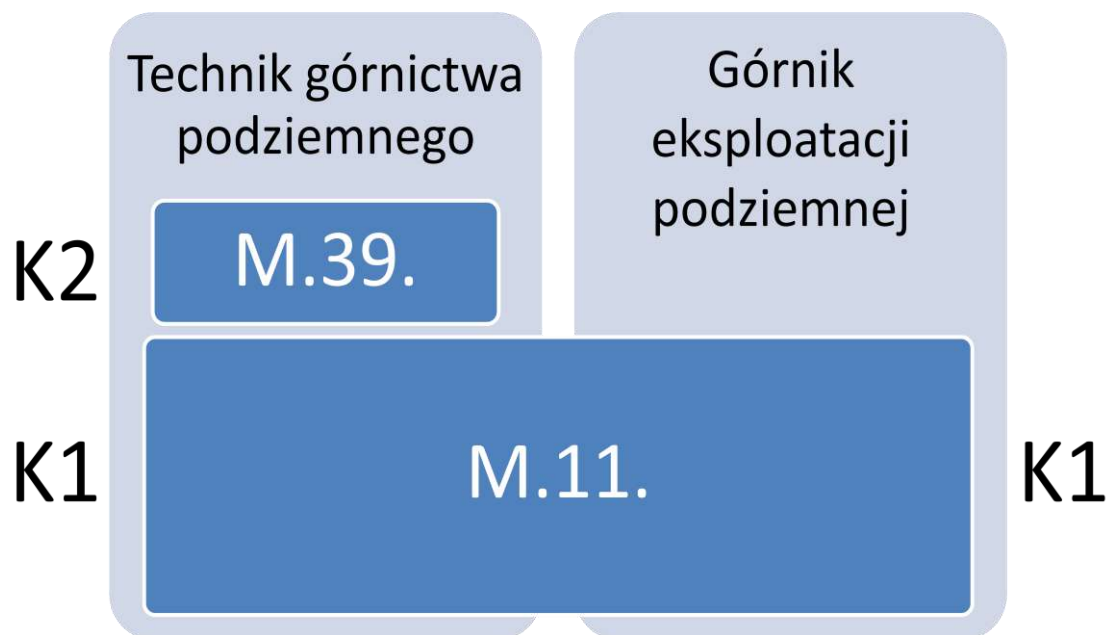 Technik górnictwa
podziemnego
Górnik
eksploatacji
podziemnej
K2
M.39.
K1
M.11.
K1